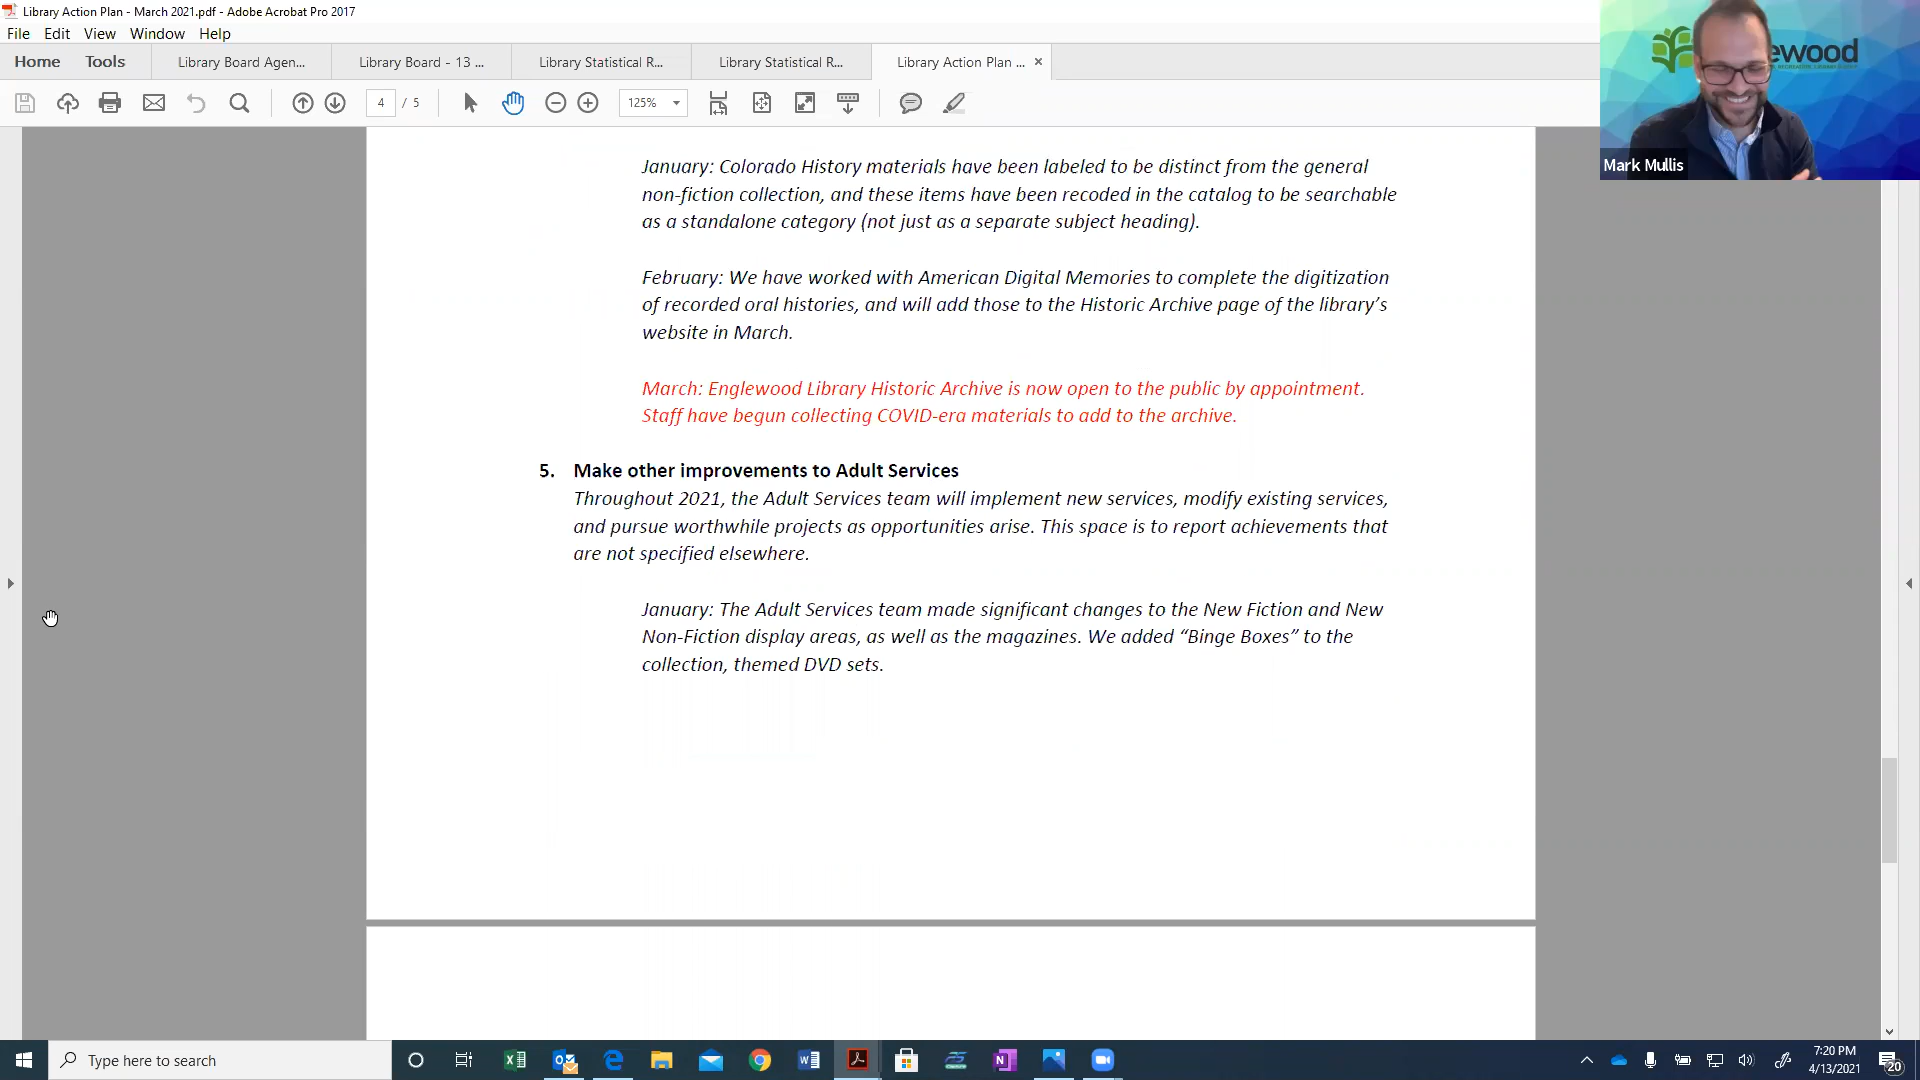 Library Action Plan - March 2021.pdf - Adobe Acrobat Pro 2017
File Edit View Window Help
Home Tools Library Board Agen... Library Board - 13 ... Library Statistical R... Library Statistical R... Library Action Plan ... ×
4 / 5 125%
ewood
Mark Mullis
January: Colorado History materials have been labeled to be distinct from the general
non-fiction collection, and these items have been recoded in the catalog to be searchable
as a standalone category (not just as a separate subject heading).
February: We have worked with American Digital Memories to complete the digitization
of recorded oral histories, and will add those to the Historic Archive page of the library’s
website in March.
March: Englewood Library Historic Archive is now open to the public by appointment.
Staff have begun collecting COVID-era materials to add to the archive.
5. Make other improvements to Adult Services
Throughout 2021, the Adult Services team will implement new services, modify existing services,
and pursue worthwhile projects as opportunities arise. This space is to report achievements that
are not specified elsewhere.
January: The Adult Services team made significant changes to the New Fiction and New
Non-Fiction display areas, as well as the magazines. We added “Binge Boxes” to the
collection, themed DVD sets.
Type here to search
7:20 PM
4/13/2021
20